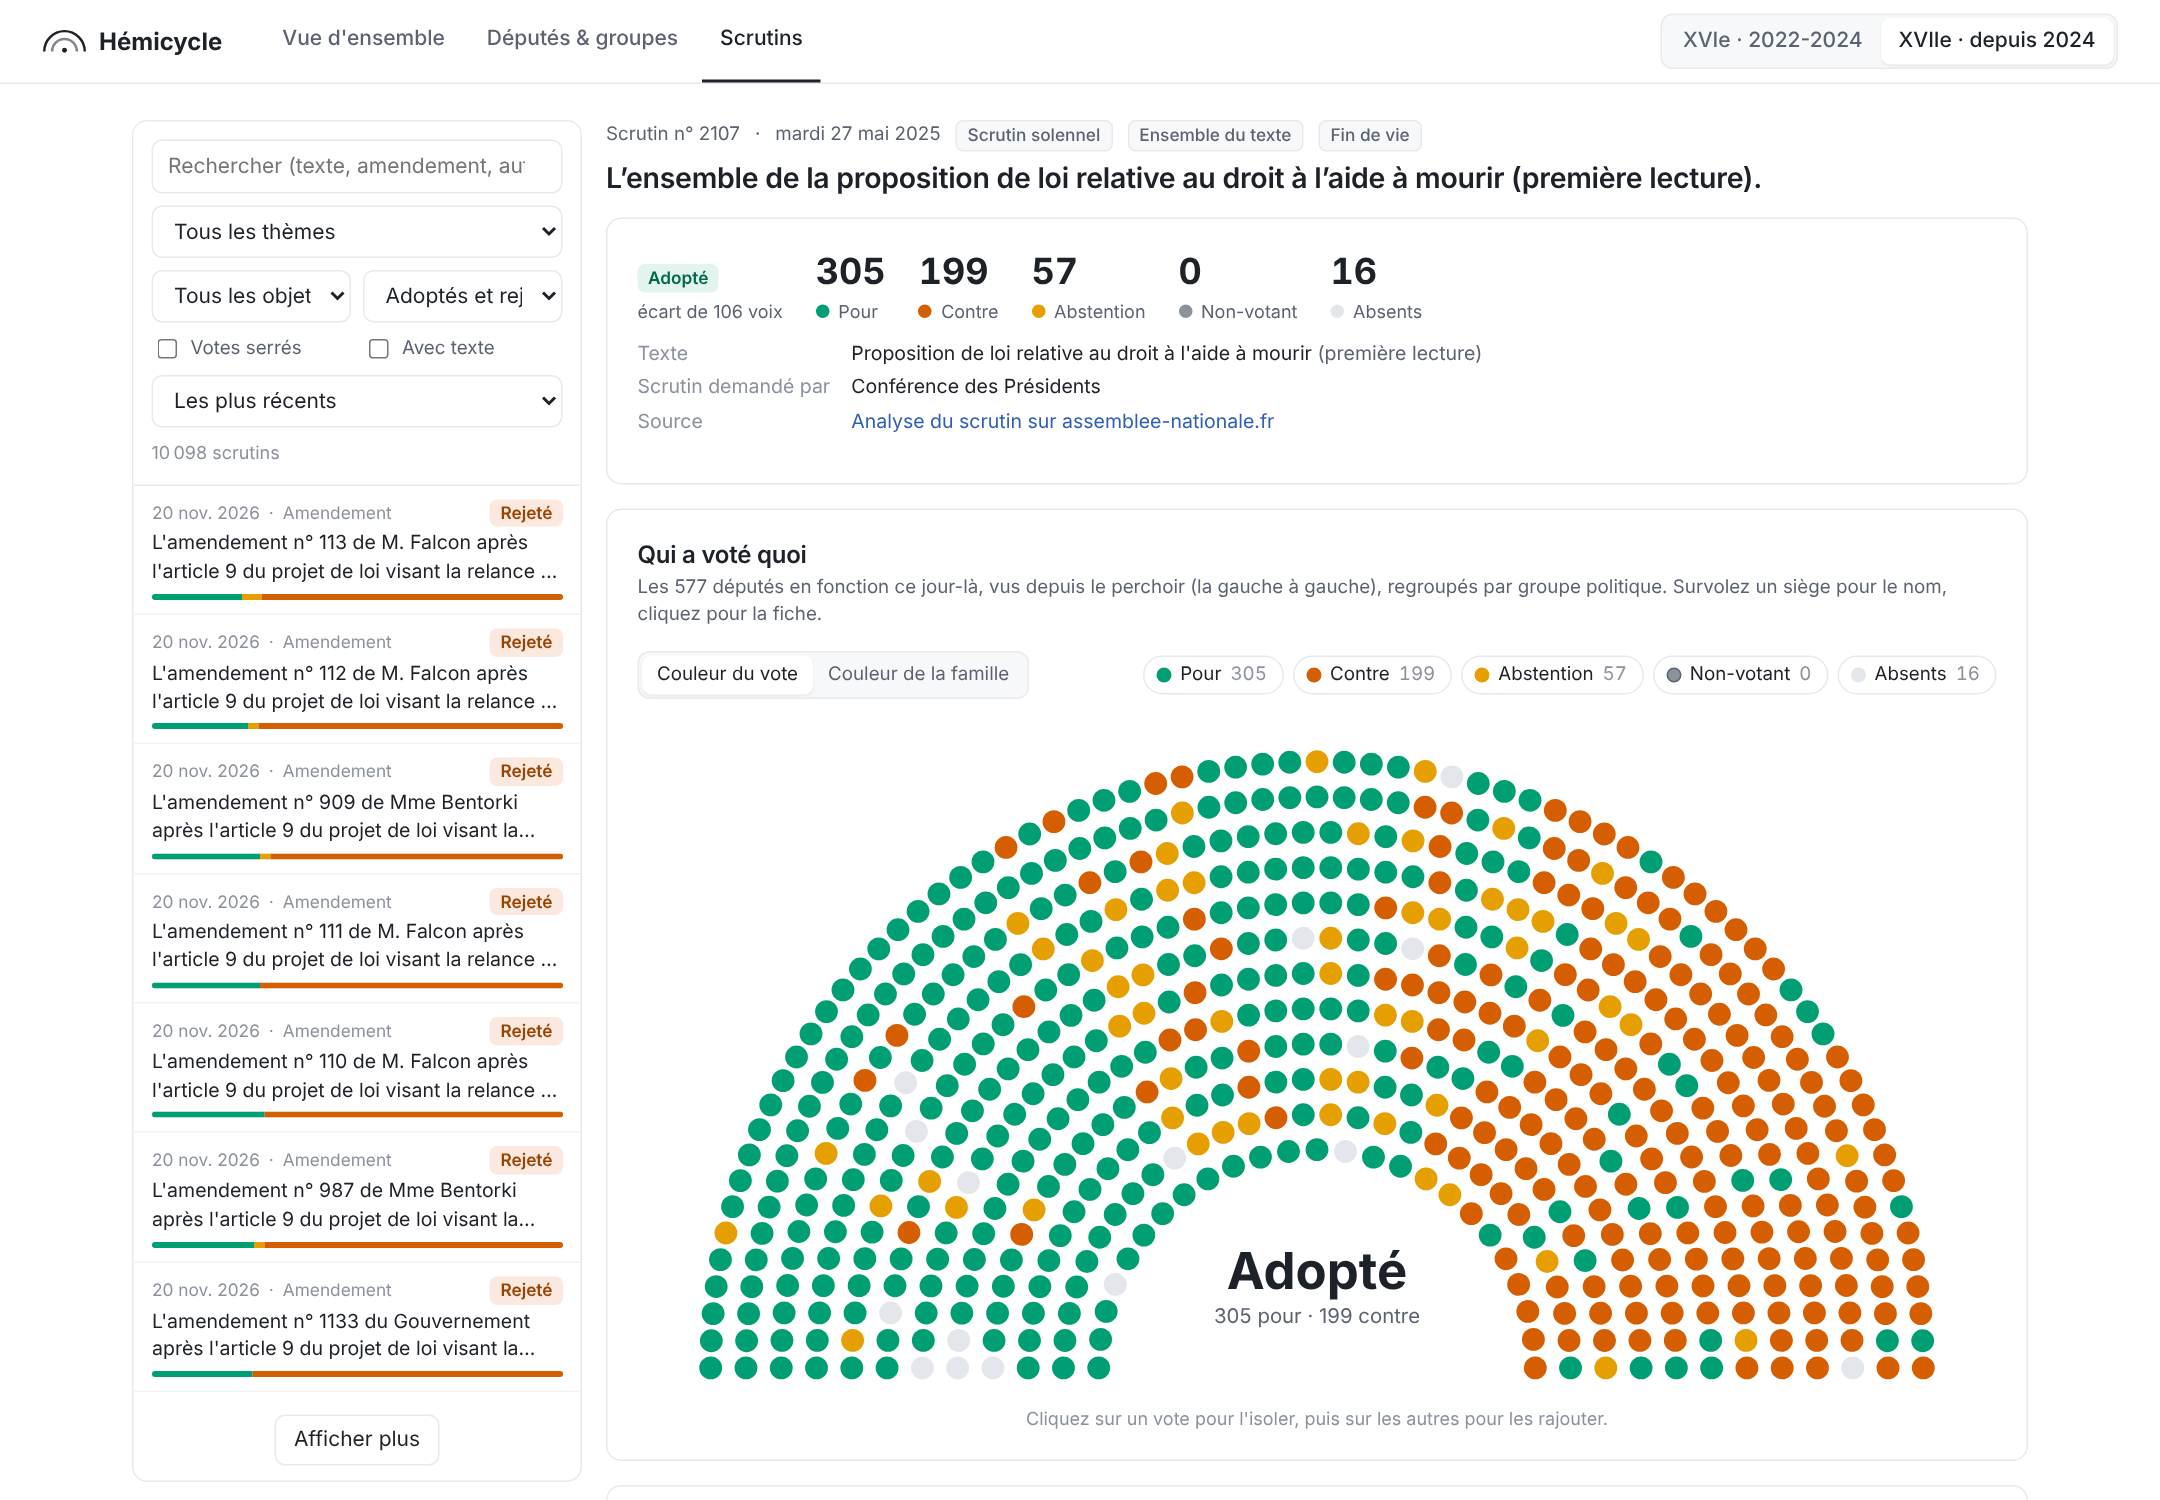 Hémicycle
Vue d'ensemble
Députés & groupes
Scrutins
XVIe · 2022-2024
XVIIe · depuis 2024
Rechercher (texte, amendement, au
Tous les thèmes
Tous les objet
Adoptés et rej
Votes serrés
Avec texte
Les plus récents
10 098 scrutins
20 nov. 2026 · Amendement
Rejeté
L'amendement n° 113 de M. Falcon après
l'article 9 du projet de loi visant la relance ...
20 nov. 2026 · Amendement
Rejeté
L'amendement n° 112 de M. Falcon après
l'article 9 du projet de loi visant la relance ...
20 nov. 2026 · Amendement
Rejeté
L'amendement n° 909 de Mme Bentorki
après l'article 9 du projet de loi visant la...
20 nov. 2026 · Amendement
Rejeté
L'amendement n° 111 de M. Falcon après
l'article 9 du projet de loi visant la relance ...
20 nov. 2026 · Amendement
Rejeté
L'amendement n° 110 de M. Falcon après
l'article 9 du projet de loi visant la relance ...
20 nov. 2026 · Amendement
Rejeté
L'amendement n° 987 de Mme Bentorki
après l'article 9 du projet de loi visant la...
20 nov. 2026 · Amendement
Rejeté
L'amendement n° 1133 du Gouvernement
après l'article 9 du projet de loi visant la...
Afficher plus
Scrutin n° 2107 · mardi 27 mai 2025
Scrutin solennel
Ensemble du texte
Fin de vie
L’ensemble de la proposition de loi relative au droit à l’aide à mourir (première lecture).
Adopté
écart de 106 voix
305
Pour
199
Contre
57
Abstention
0
Non-votant
16
Absents
Texte
Proposition de loi relative au droit à l'aide à mourir (première lecture)
Scrutin demandé par
Conférence des Présidents
Source
Analyse du scrutin sur assemblee-nationale.fr
Qui a voté quoi
Les 577 députés en fonction ce jour-là, vus depuis le perchoir (la gauche à gauche), regroupés par groupe politique. Survolez un siège pour le nom,
cliquez pour la fiche.
Couleur du vote
Couleur de la famille
Pour 305
Contre 199
Abstention 57
Non-votant 0
Absents 16
Adopté
305 pour · 199 contre
Cliquez sur un vote pour l'isoler, puis sur les autres pour les rajouter.